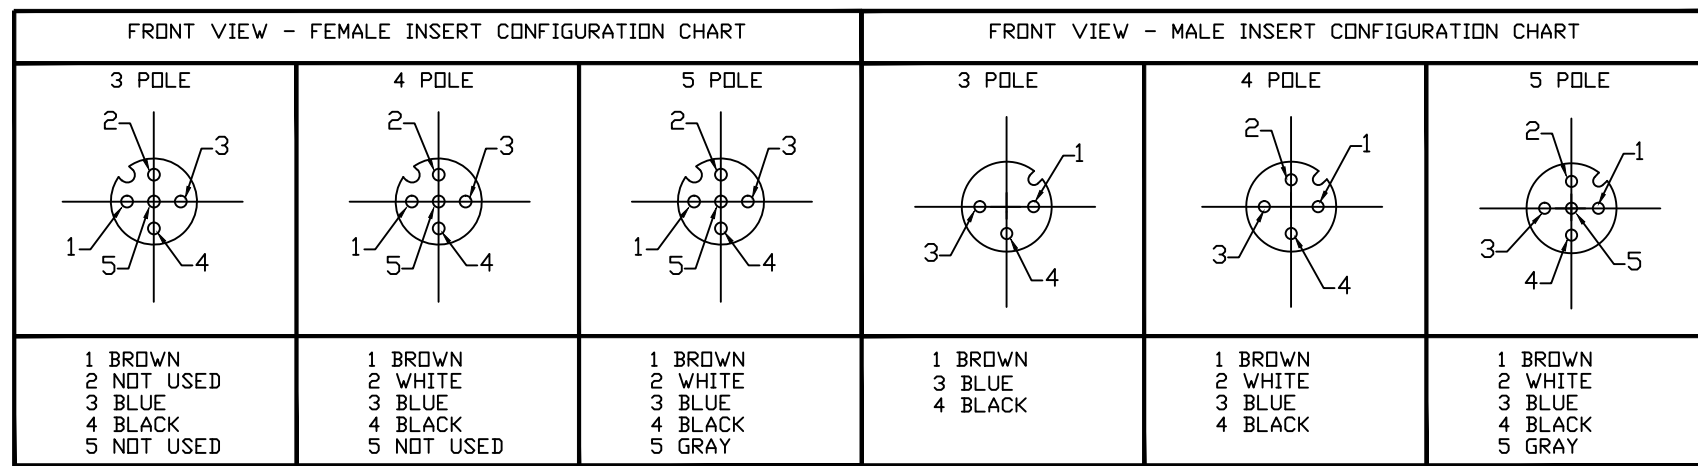 FRONT VIEW - FEMALE INSERT CONFIGURATION CHART
FRONT VIEW - MALE INSERT CONFIGURATION CHART
3 POLE
2
3
1
5
4
1 BROWN
2 NOT USED
3 BLUE
4 BLACK
5 NOT USED
4 POLE
2
3
1
5
4
1 BROWN
2 WHITE
3 BLUE
4 BLACK
5 NOT USED
5 POLE
2
3
1
5
4
1 BROWN
2 WHITE
3 BLUE
4 BLACK
5 GRAY
3 POLE
1
3
4
1 BROWN
3 BLUE
4 BLACK
4 POLE
2
1
3
4
1 BROWN
2 WHITE
3 BLUE
4 BLACK
5 POLE
2
1
3
5
4
1 BROWN
2 WHITE
3 BLUE
4 BLACK
5 GRAY